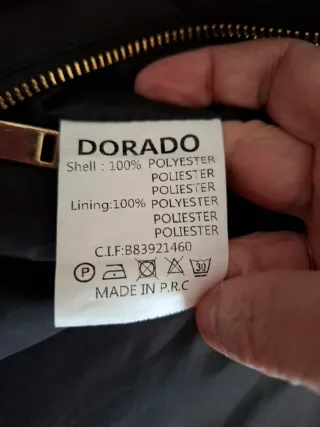 DORADO
Shell : 100% POLYESTER
POLIESTER
POLIESTER
Lining:100% POLYESTER
POLIESTER
POLIESTER
C.I.F:B83921460
P 30
MADE IN P.R.C